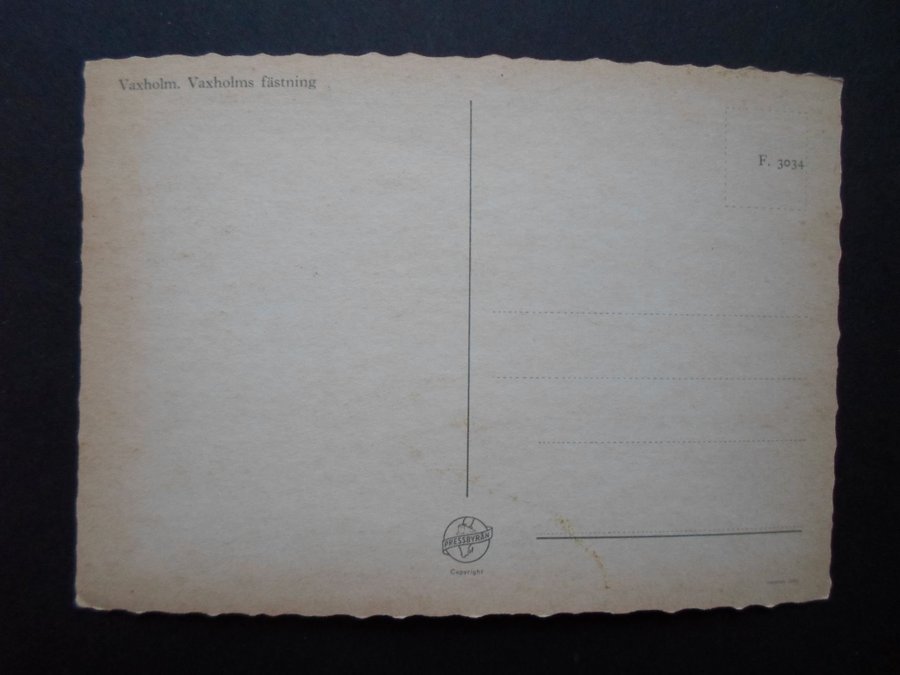 Vaxholm. Vaxholms fästning
F. 3034
PRESSBYRÅN
Copyright